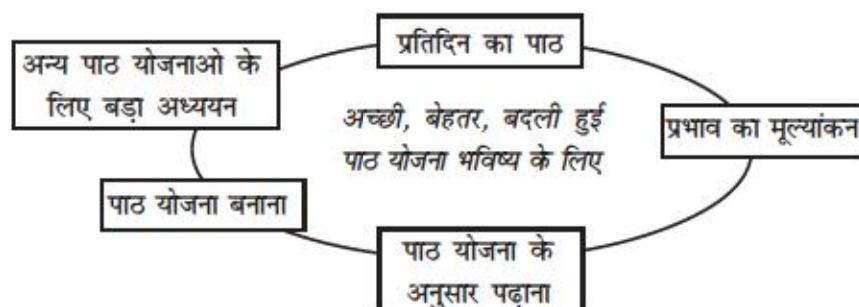 प्रतिदिन का पाठ
अन्य पाठ योजनाओ के
लिए बड़ा अध्ययन
अच्छी, बेहतर, बदली हुई
पाठ योजना भविष्य के लिए
प्रभाव का मूल्यांकन
पाठ योजना बनाना
पाठ योजना के
अनुसार पढ़ाना